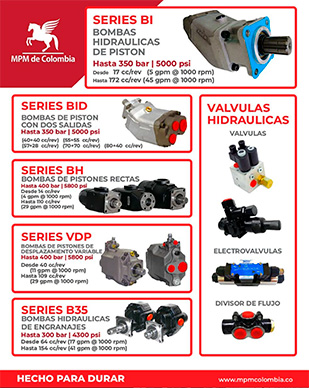 MPM de Colombia
SERIES BI
BOMBAS
HIDRAULICAS
DE PISTON
Hasta 350 bar | 5000 psi
Desde 17 cc/rev (5 gpm @ 1000 rpm)
Hasta 172 cc/rev (45 gpm @ 1000 rpm)
SERIES BID
BOMBAS DE PISTON
CON DOS SALIDAS
Hasta 350 bar | 5000 psi
(40+40 cc/rev) (55+55 cc/rev)
(57+28 cc/rev) (70+70 cc/rev) (80+40 cc/rev)
SERIES BH
BOMBAS DE PISTONES RECTAS
Hasta 400 bar | 5800 psi
Desde 14 cc/rev
(4 gpm @ 1000 rpm)
Hasta 110 cc/rev
(29 gpm @ 1000 rpm)
SERIES VDP
BOMBAS DE PISTONES DE
DESPLAZAMIENTO VARIABLE
Hasta 400 bar | 5800 psi
Desde 40 cc/rev
(11 gpm @ 1000 rpm)
Hasta 109 cc/rev
(29 gpm @ 1000 rpm)
SERIES B35
BOMBAS HIDRAULICAS
DE ENGRANAJES
Hasta 300 bar | 4300 psi
Desde 64 cc/rev (17 gpm @ 1000 rpm)
Hasta 154 cc/rev (41 gpm @ 1000 rpm)
VALVULAS
HIDRAULICAS
VALVULAS
ELECTROVALVULAS
DIVISOR DE FLUJO
HECHO PARA DURAR
www.mpmcolombia.co